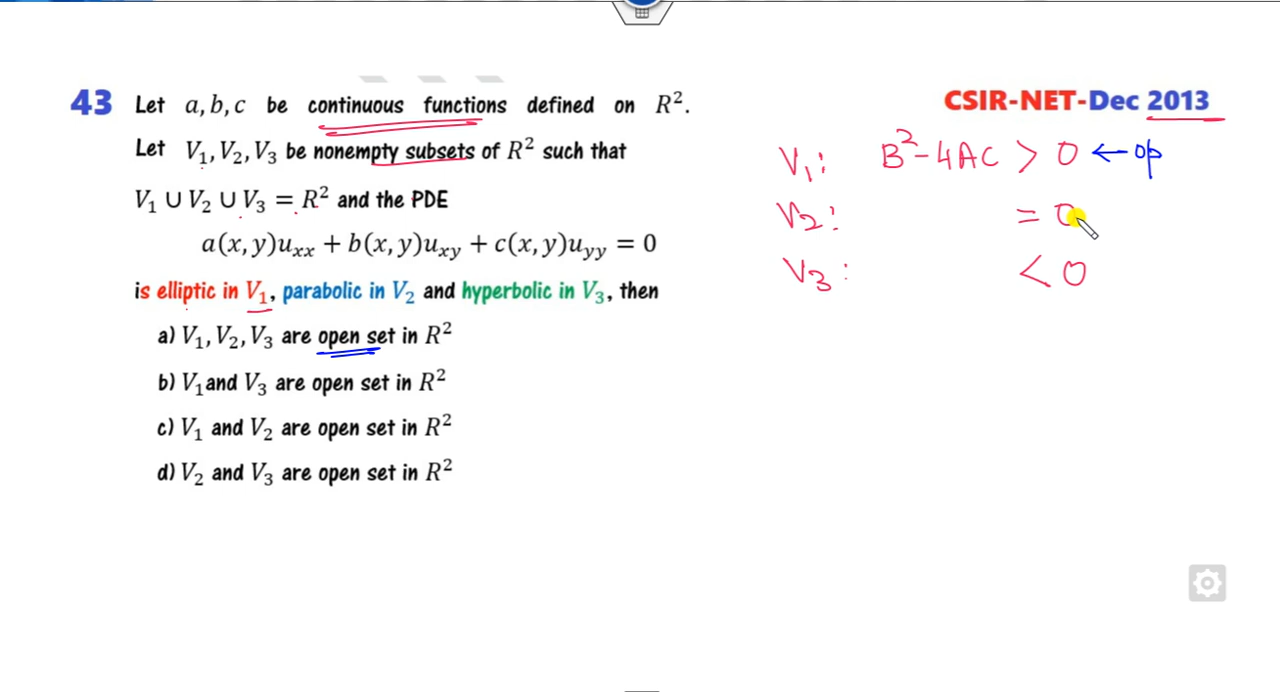 43 Let a, b, c be continuous functions defined on R².
CSIR-NET-Dec 2013
Let V₁, V₂, V₃ be nonempty subsets of R² such that
V₁ ∪ V₂ ∪ V₃ = R² and the PDE
a(x, y)uₓₓ + b(x, y)uₓᵧ + c(x, y)uᵧᵧ = 0
is elliptic in V₁, parabolic in V₂ and hyperbolic in V₃, then
a) V₁, V₂, V₃ are open set in R²
b) V₁and V₃ are open set in R²
c) V₁ and V₂ are open set in R²
d) V₂ and V₃ are open set in R²
V₁: B²-4AC > 0 ← op
V₂: = 0
V₃: < 0